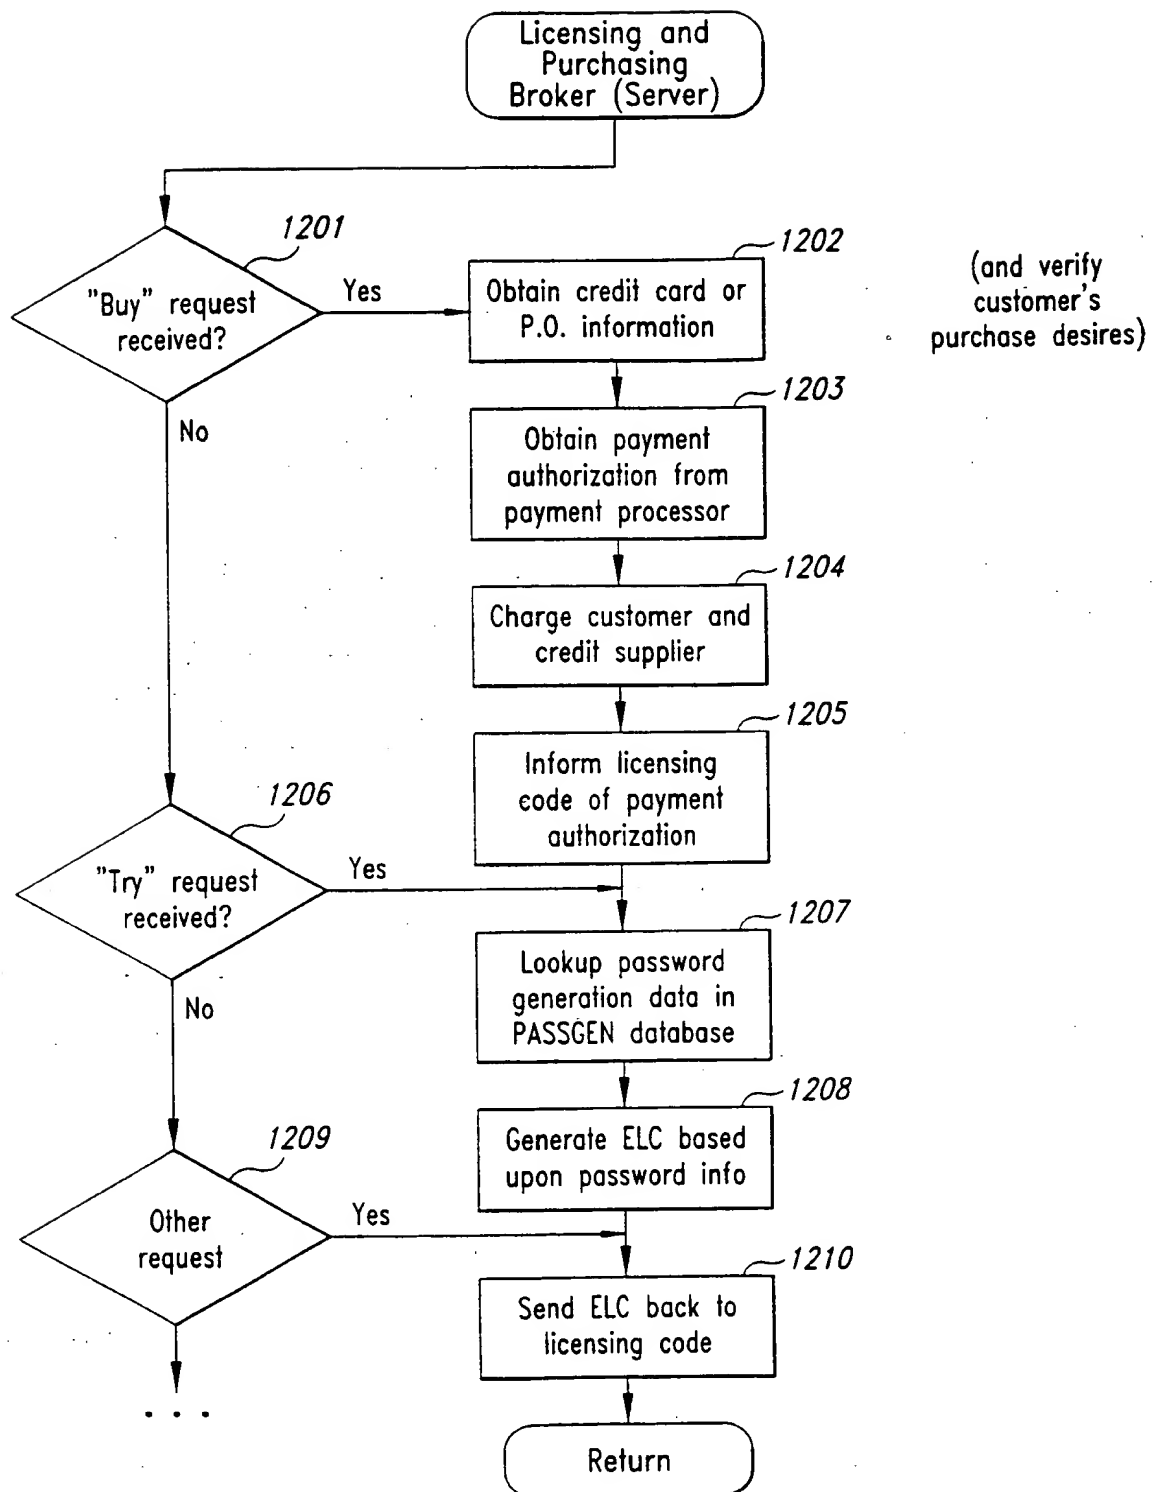 Licensing and
Purchasing
Broker (Server)
1201
"Buy" request
received?
Yes
No
1202
Obtain credit card or
P.O. information
(and verify
customer's
purchase desires)
1203
Obtain payment
authorization from
payment processor
1204
Charge customer and
credit supplier
1205
Inform licensing
code of payment
authorization
1206
"Try" request
received?
Yes
No
1207
Lookup password
generation data in
PASSGEN database
1208
Generate ELC based
upon password info
1209
Other
request
Yes
1210
Send ELC back to
licensing code
. . .
Return